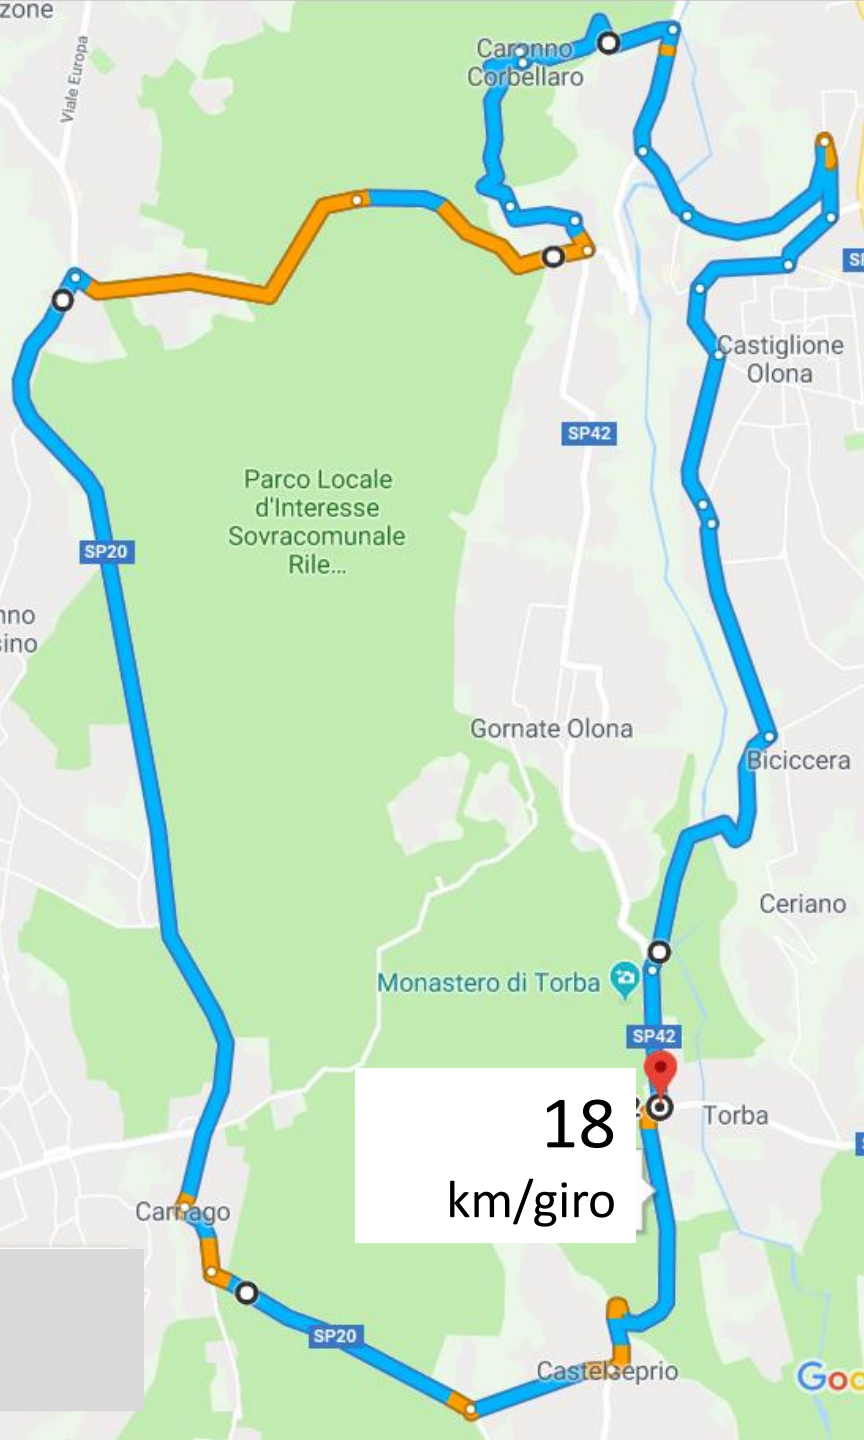 zone
Viale Europa
Caronno
Corbellaro
Castiglione
Olona
SP42
Parco Locale
d'Interesse
Sovracomunale
Rile...
SP20
nno
sino
Gornate Olona
Biciccera
Ceriano
Monastero di Torba
SP42
18
km/giro
Torba
Carnago
SP20
Castelseprio
Goo